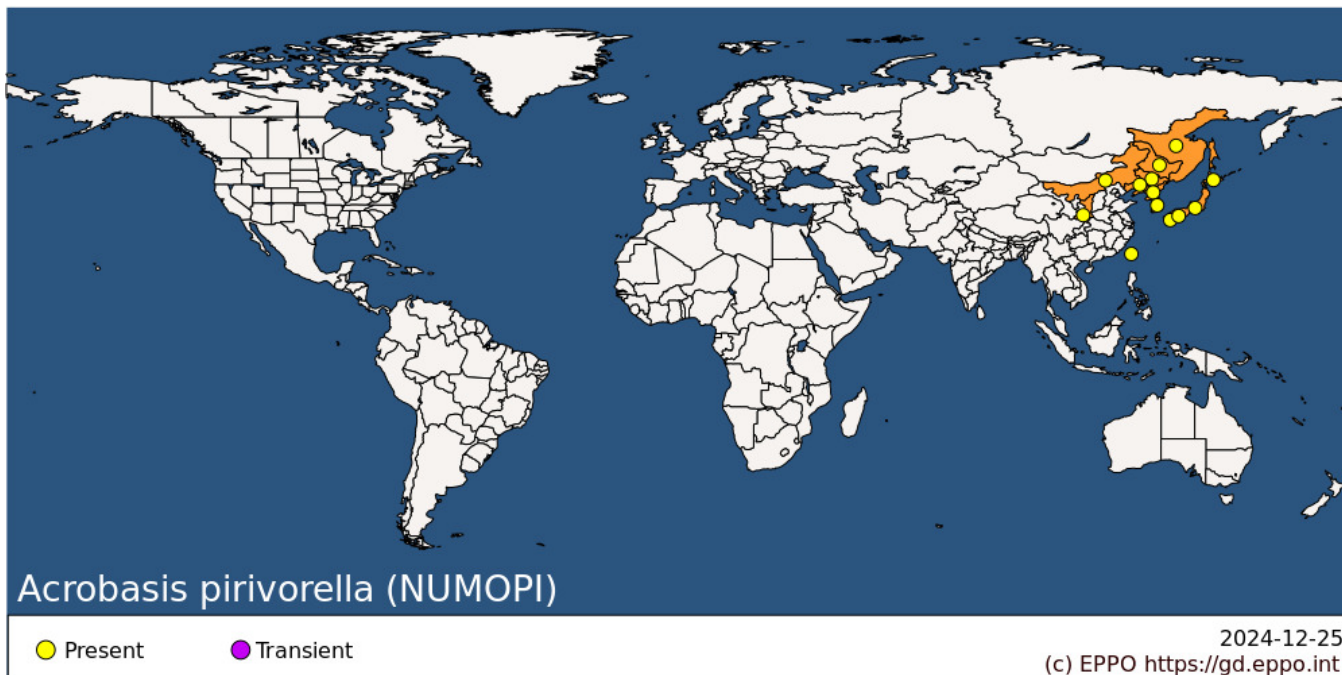 Acrobasis pirivorella (NUMOPI)
Present
Transient
2024-12-25
(c) EPPO https://gd.eppo.int